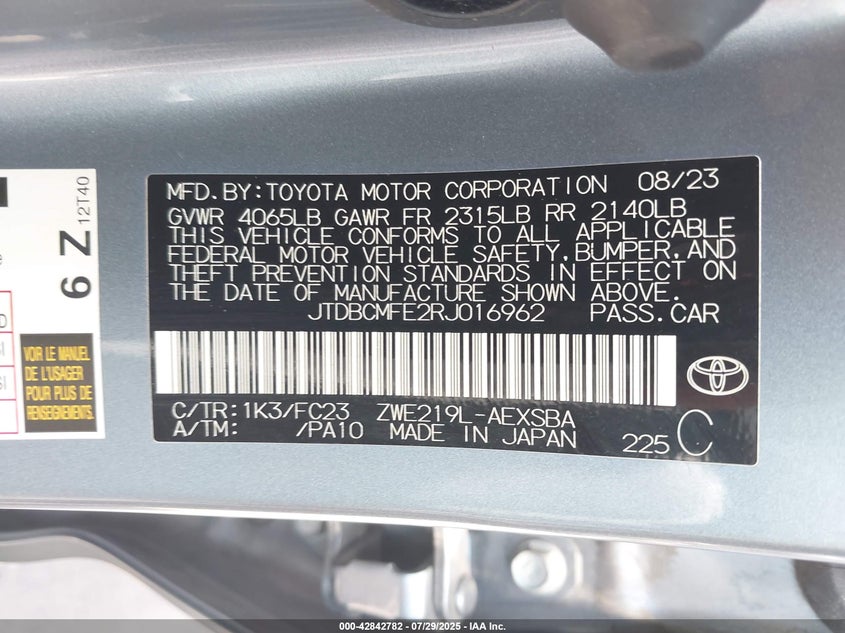 MFD. BY: TOYOTA MOTOR CORPORATION 08/23
GVWR 4065LB GAWR FR 2315LB RR 2140LB
THIS VEHICLE CONFORMS TO ALL APPLICABLE
FEDERAL MOTOR VEHICLE SAFETY, BUMPER, AND
THEFT PREVENTION STANDARDS IN EFFECT ON
THE DATE OF MANUFACTURE SHOWN ABOVE.
JTDBCMFE2RJ016962 PASS. CAR
C/TR: 1K3/FC23 ZWE219L-AEXSBA
A/TM: /PA10 MADE IN JAPAN 225 C
6 Z 12T40
VOIR LE MANUEL
DE L'USAGER
POUR PLUS DE
RENSEIGNEMENTS.
000-42842782 - 07/29/2025 - © IAA, Inc.